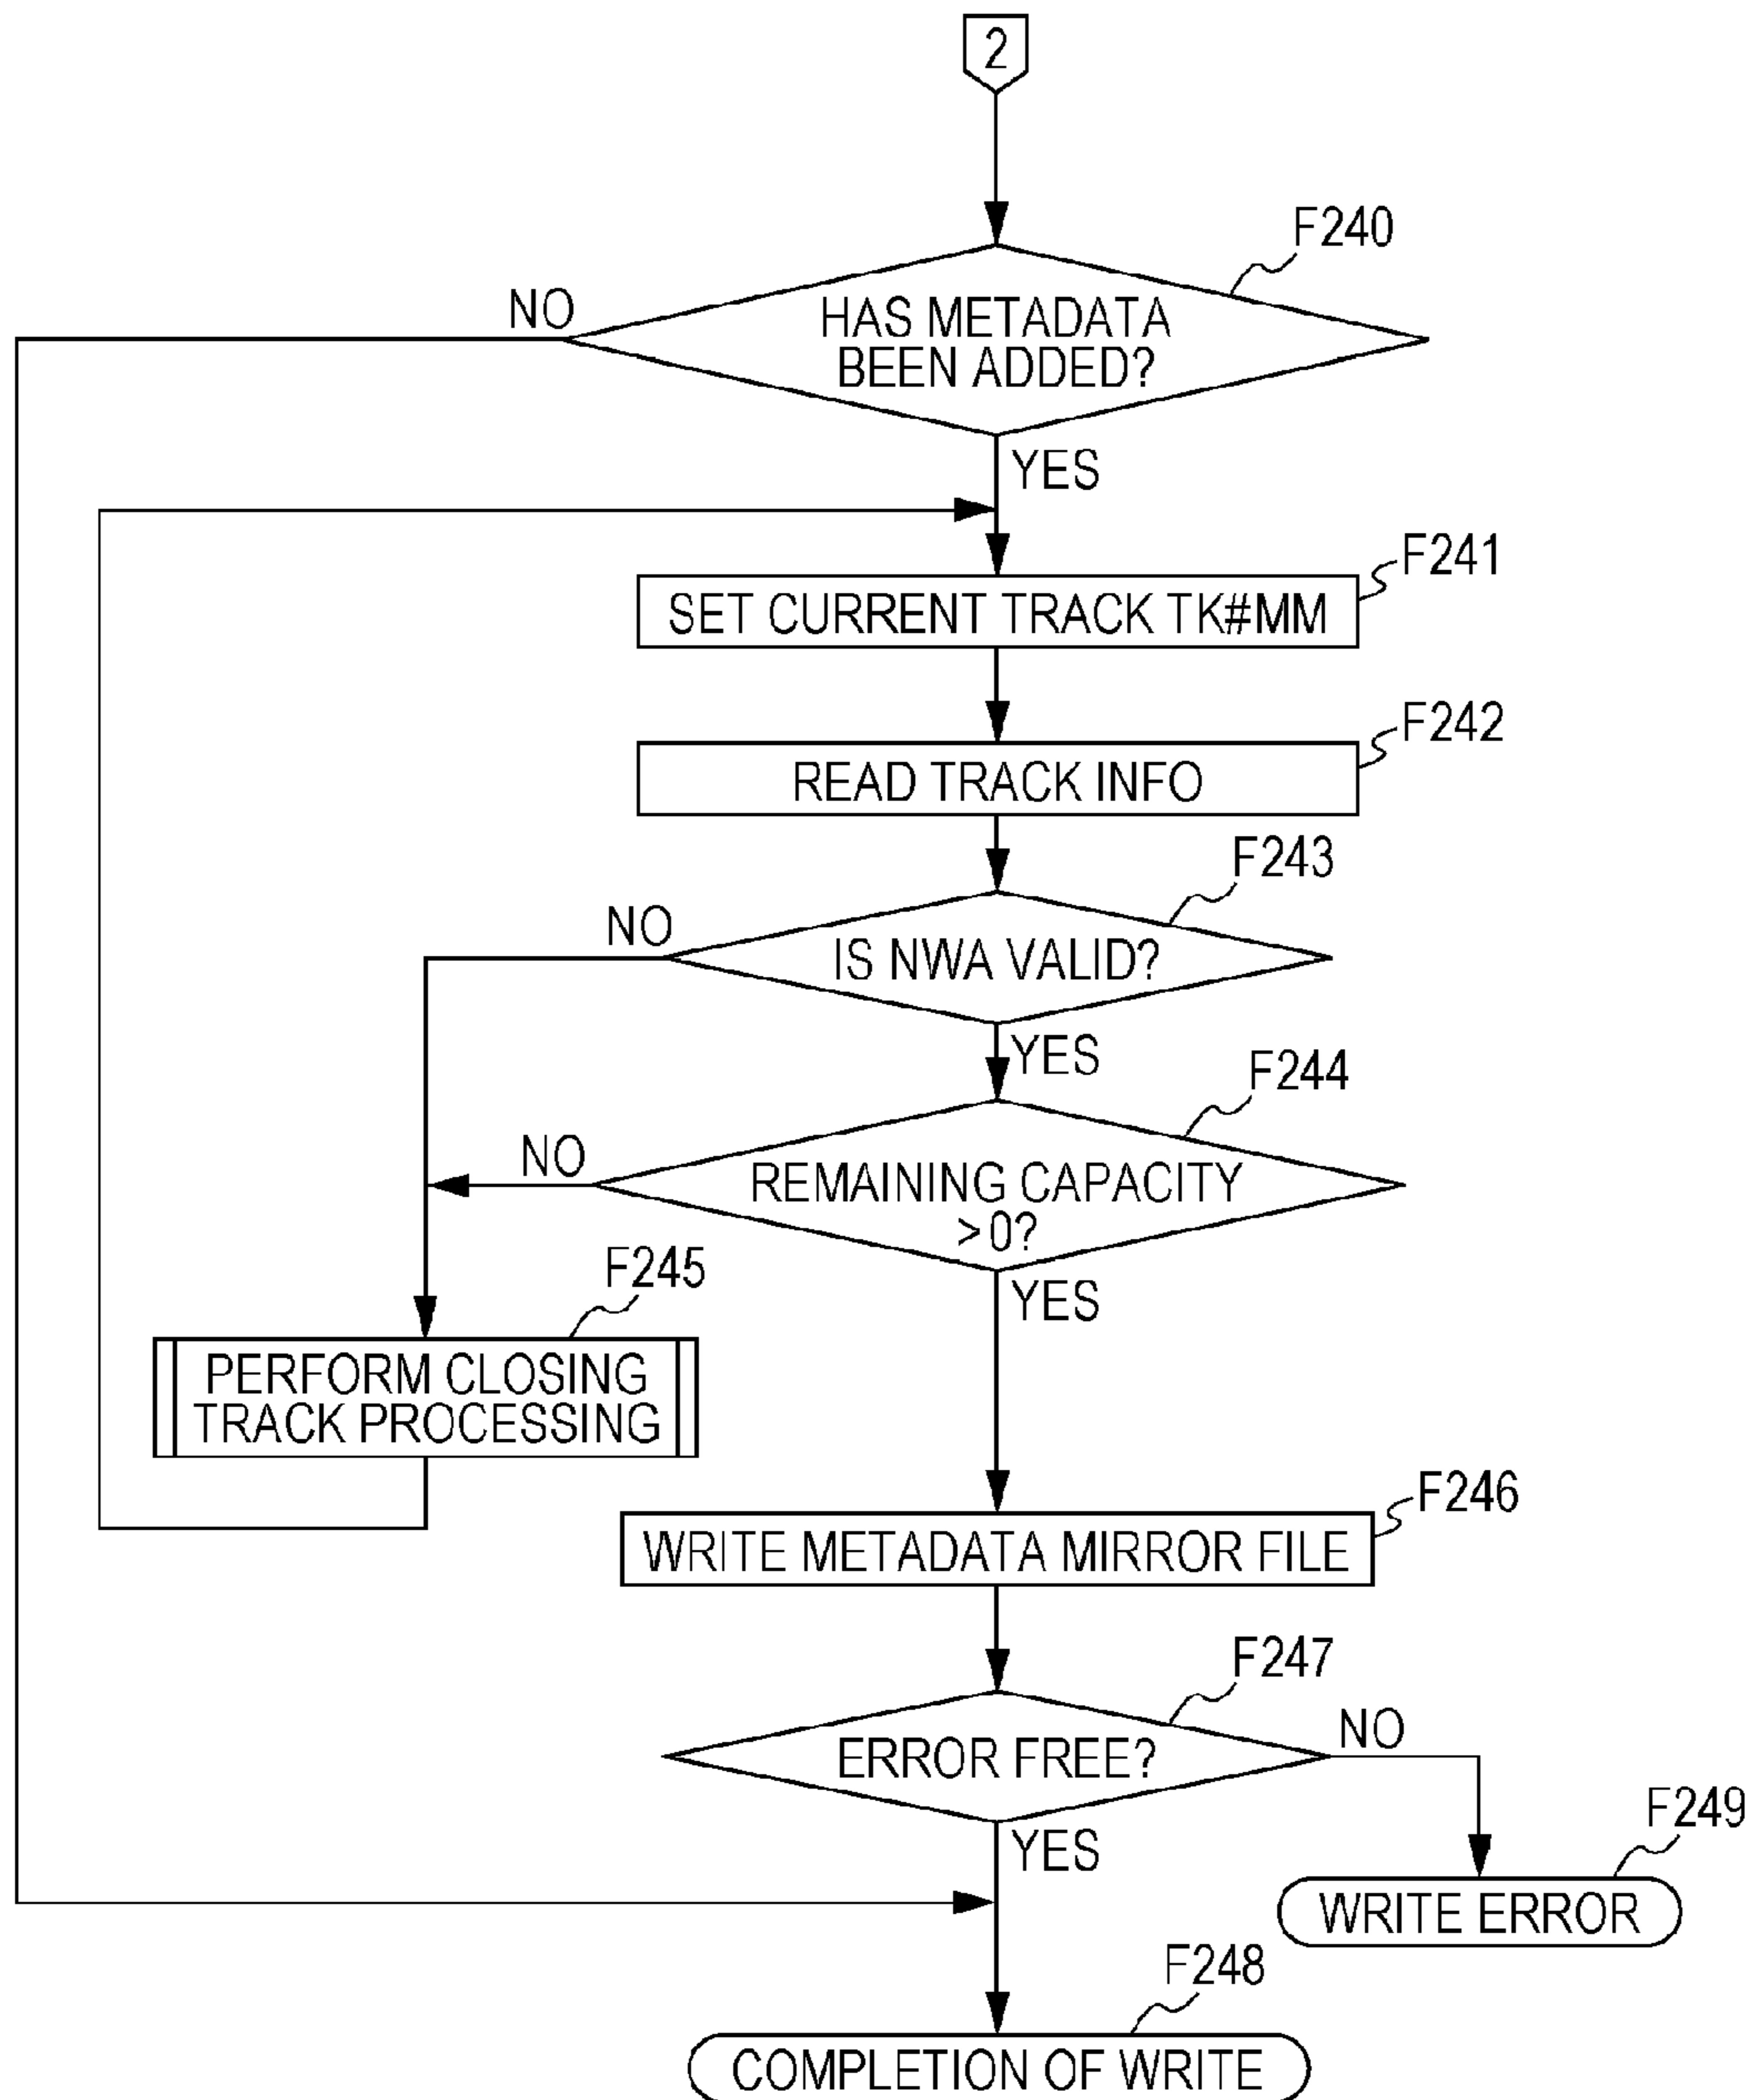 2
F240
NO
HAS METADATA
BEEN ADDED?
YES
F241
SET CURRENT TRACK TK#MM
F242
READ TRACK INFO
F243
NO
IS NWA VALID?
YES
F244
NO
REMAINING CAPACITY
>0?
F245
YES
PERFORM CLOSING
TRACK PROCESSING
F246
WRITE METADATA MIRROR FILE
F247
NO
ERROR FREE?
F249
YES
WRITE ERROR
F248
COMPLETION OF WRITE